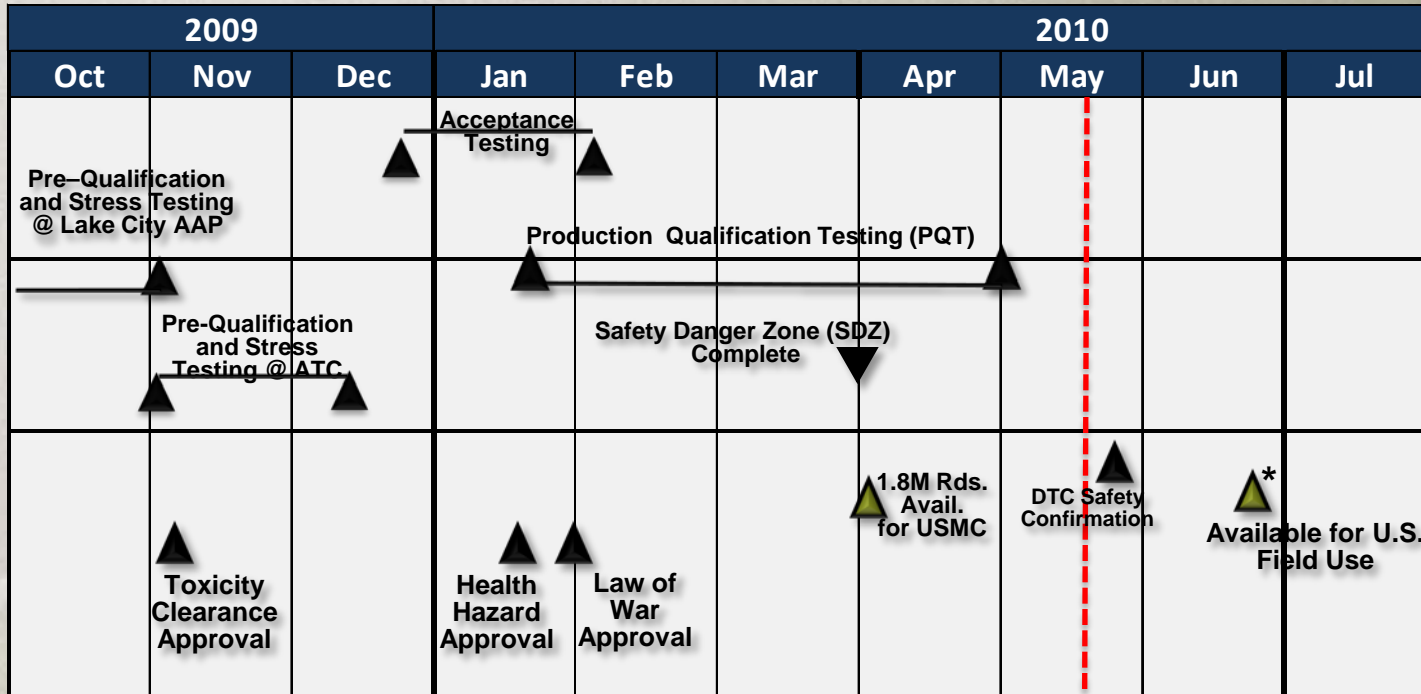 2009
2010
Oct
Nov
Dec
Jan
Feb
Mar
Apr
May
Jun
Jul
Acceptance
Testing
Pre–Qualification
and Stress Testing
@ Lake City AAP
Production Qualification Testing (PQT)
Pre-Qualification
and Stress
Testing @ ATC
Safety Danger Zone (SDZ)
Complete
1.8M Rds.
Avail.
for USMC
DTC Safety
Confirmation
*
Available for U.S.
Field Use
Toxicity
Clearance
Approval
Health
Hazard
Approval
Law of
War
Approval